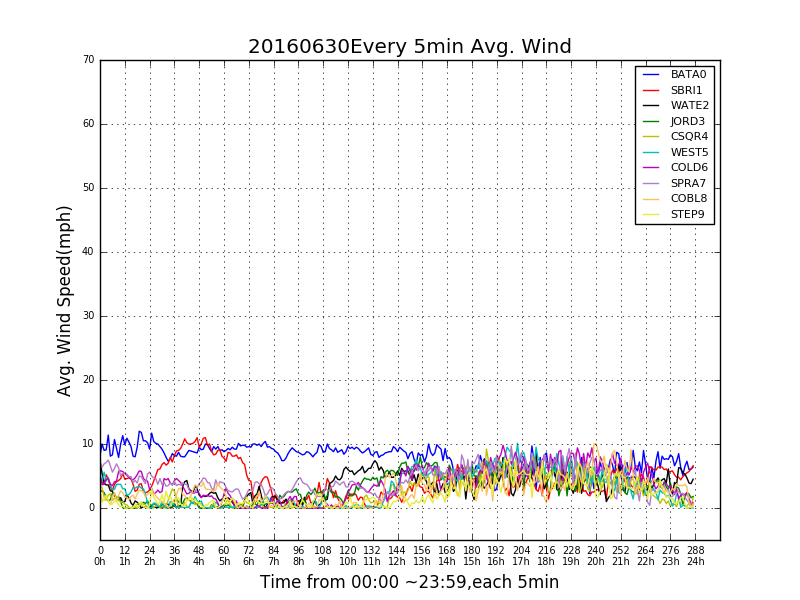 20160630Every 5min Avg. Wind
70
60
50
40
30
20
10
0
Avg. Wind Speed(mph)
BATA0
SBRI1
WATE2
JORD3
CSQR4
WEST5
COLD6
SPRA7
COBL8
STEP9
0 12 24 36 48 60 72 84 96 108 120 132 144 156 168 180 192 204 216 228 240 252 264 276 288
0h 1h 2h 3h 4h 5h 6h 7h 8h 9h 10h 11h 12h 13h 14h 15h 16h 17h 18h 19h 20h 21h 22h 23h 24h
Time from 00:00 ~23:59,each 5min